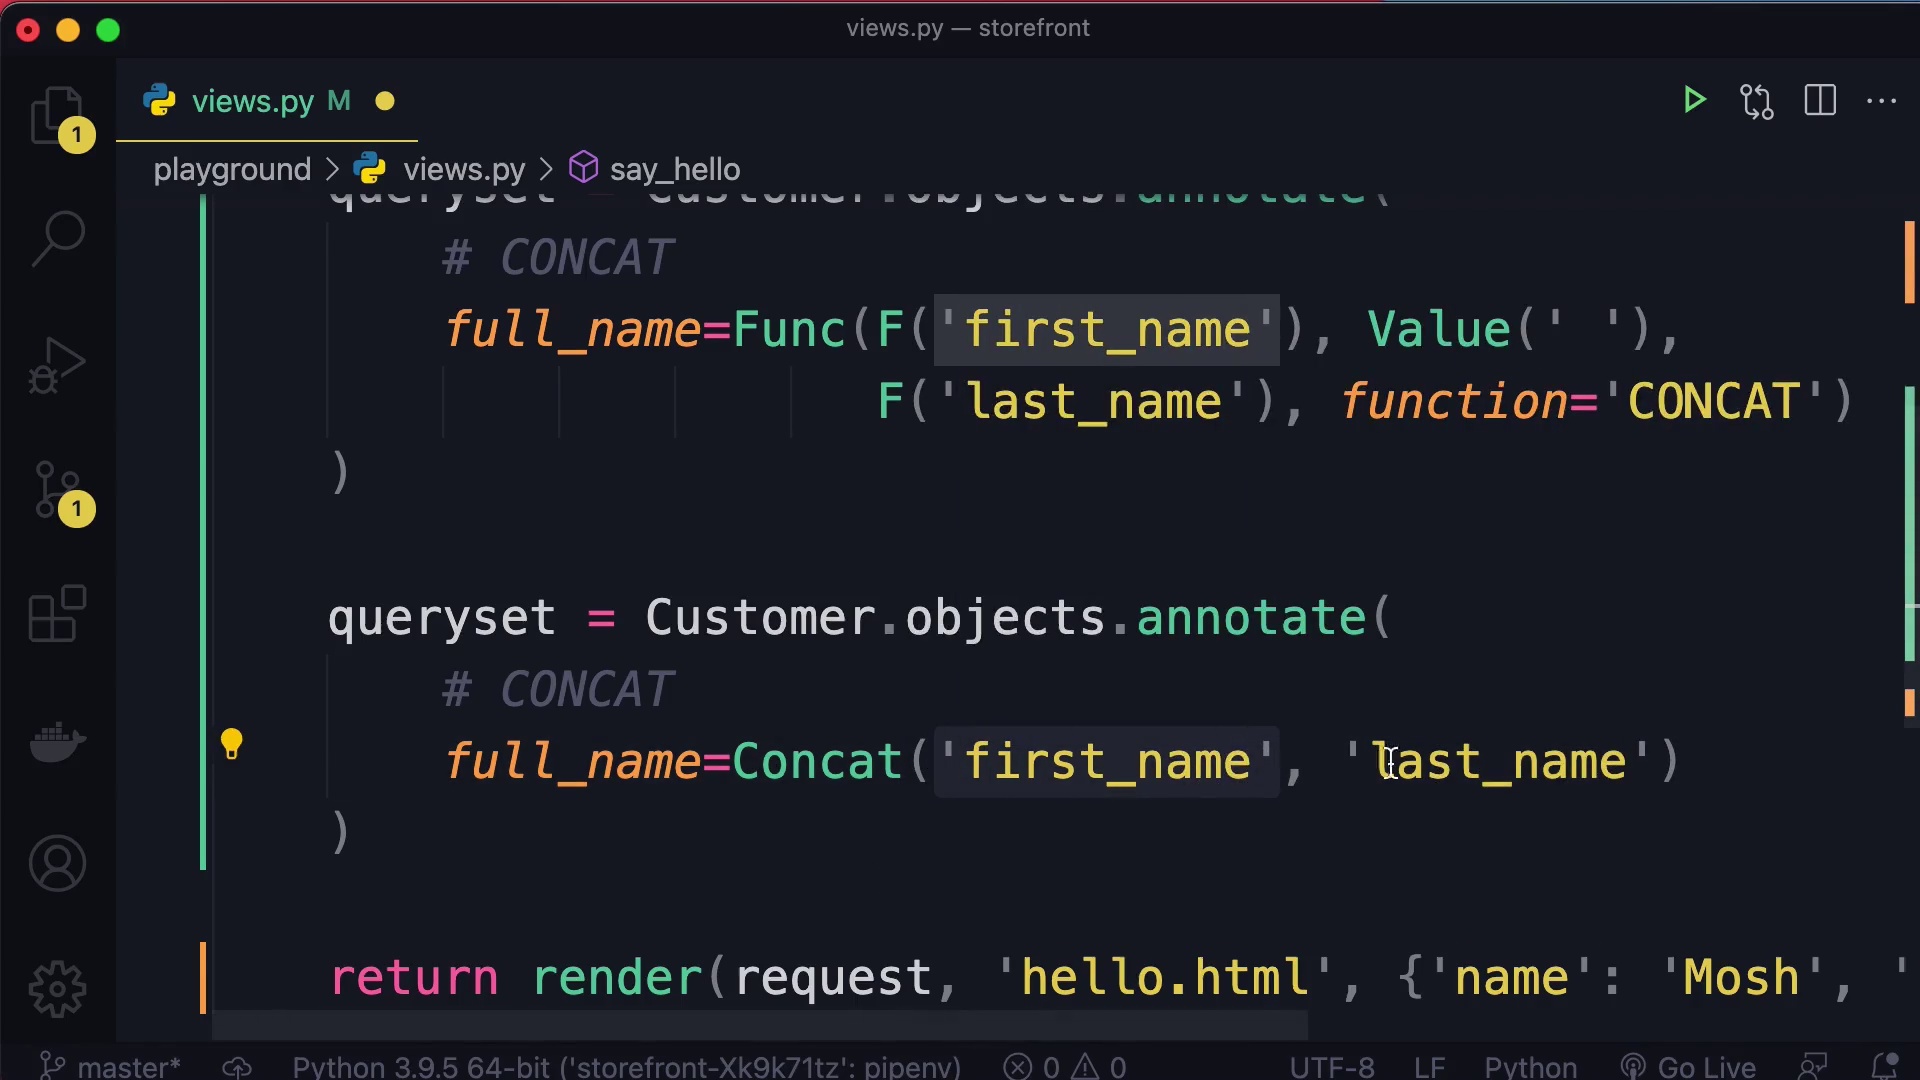 views.py — storefront
views.py M
1
playground > views.py > say_hello
queryset = Customer.objects.annotate(
# CONCAT
full_name=Func(F('first_name'), Value(' '),
F('last_name'), function='CONCAT')
)
1
queryset = Customer.objects.annotate(
# CONCAT
full_name=Concat('first_name', 'last_name')
)
return render(request, 'hello.html', {'name': 'Mosh', '
master* Python 3.9.5 64-bit ('storefront-Xk9k71tz': pipenv) 0 0 UTF-8 LF Python Go Live